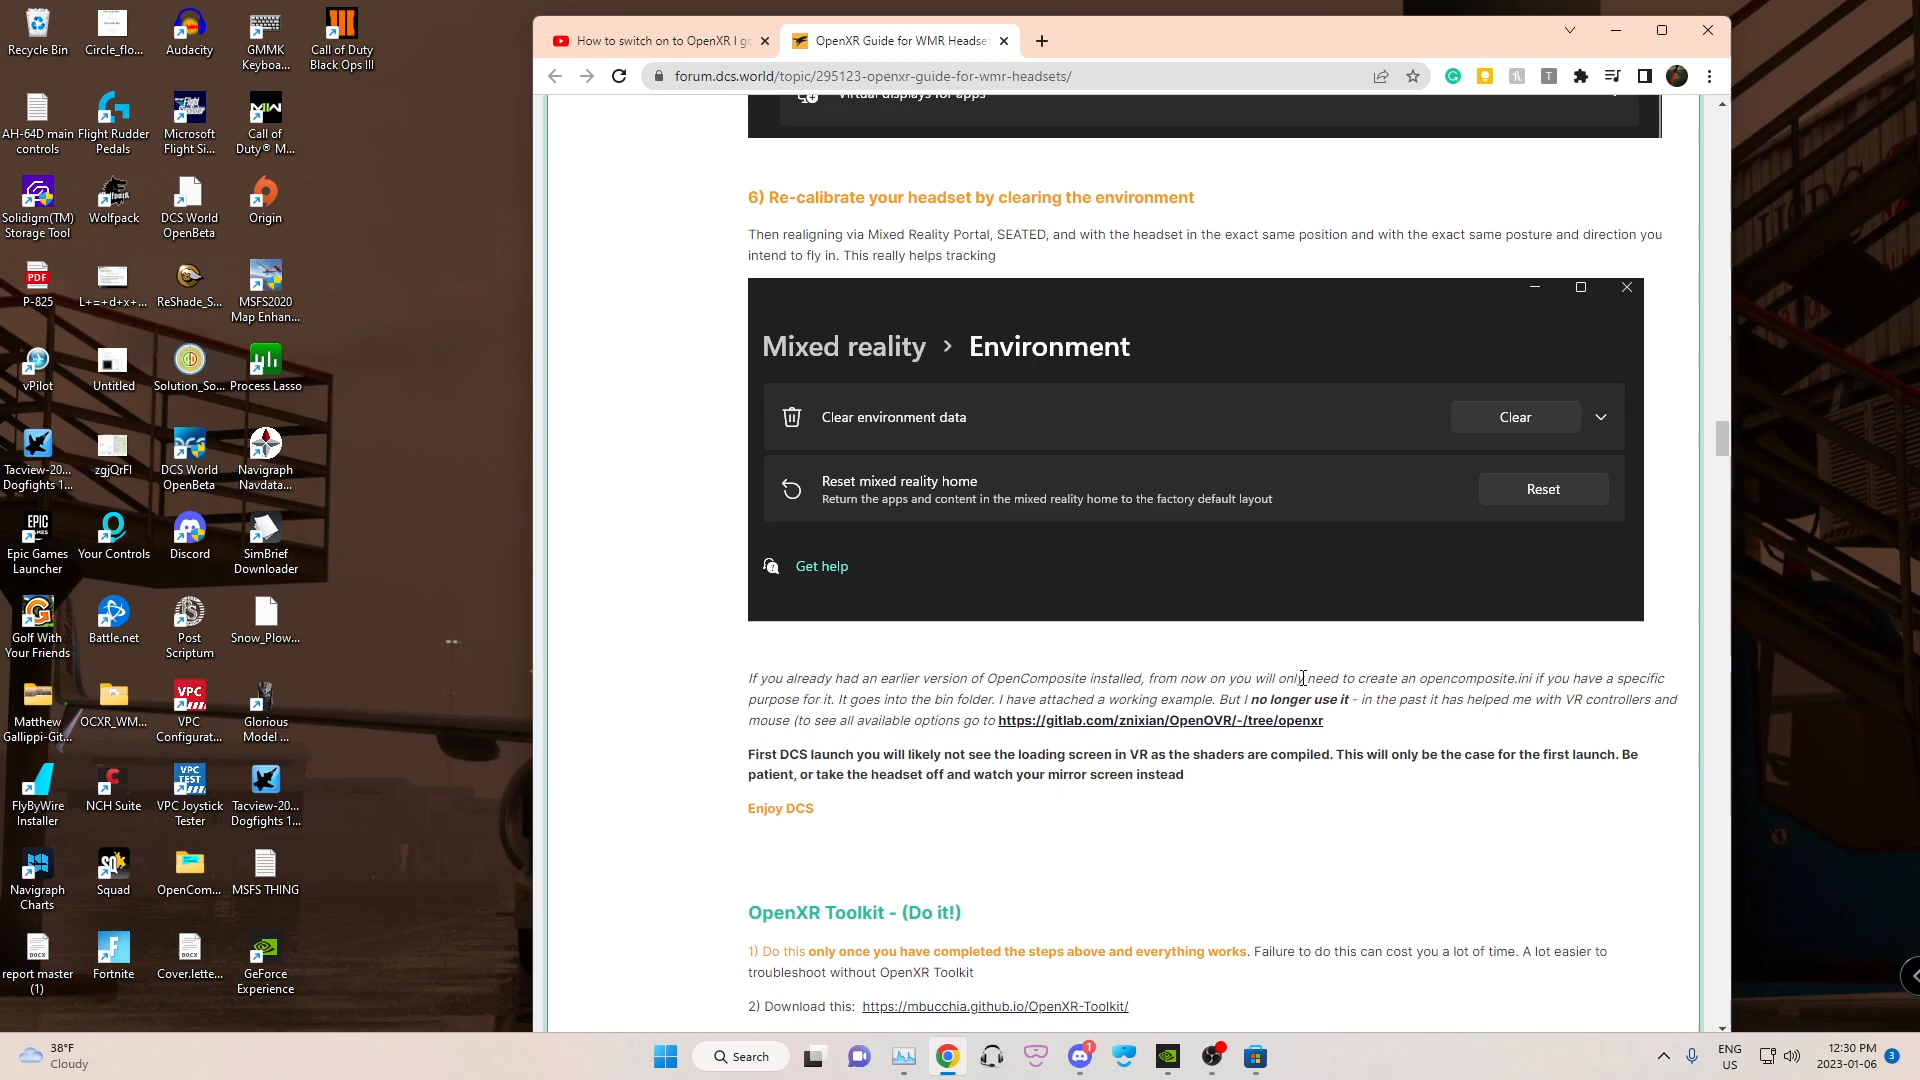 Recycle Bin
Circle_flo...
Audacity
GMMK
Keyboa...
Call of Duty
Black Ops III
AH-64D main
controls
Flight Rudder
Pedals
Microsoft
Flight Si...
Call of
Duty® M...
Solidigm(TM)
Storage Tool
Wolfpack
DCS World
OpenBeta
Origin
PDF
P-825
L+=+d+x+...
ReShade_S...
MSFS2020
Map Enhan...
vPilot
Untitled
Solution_So...
Process Lasso
Tacview-20...
Dogfights 1...
zgjQrFl
DCS World
OpenBeta
Navigraph
Navdata...
Epic Games
Launcher
Your Controls
Discord
SimBrief
Downloader
Golf With
Your Friends
Battle.net
Post
Scriptum
Snow_Plow...
Matthew
Gallippi-Git...
OCXR_WM...
VPC
Configurat...
Glorious
Model ...
FlyByWire
Installer
NCH Suite
VPC Joystick
Tester
Tacview-20...
Dogfights 1...
Navigraph
Charts
Squad
OpenCom...
MSFS THING
report master
(1)
Fortnite
Cover.lette...
GeForce
Experience
How to switch on to OpenXR I g
OpenXR Guide for WMR Headse
forum.dcs.world/topic/295123-openxr-guide-for-wmr-headsets/
Virtual displays for apps
6) Re-calibrate your headset by clearing the environment
Then realigning via Mixed Reality Portal, SEATED, and with the headset in the exact same position and with the exact same posture and direction you
intend to fly in. This really helps tracking
Mixed reality > Environment
Clear environment data
Clear
Reset mixed reality home
Return the apps and content in the mixed reality home to the factory default layout
Reset
Get help
If you already had an earlier version of OpenComposite installed, from now on you will only need to create an opencomposite.ini if you have a specific
purpose for it. It goes into the bin folder. I have attached a working example. But I no longer use it - in the past it has helped me with VR controllers and
mouse (to see all available options go to https://gitlab.com/znixian/OpenOVR/-/tree/openxr
First DCS launch you will likely not see the loading screen in VR as the shaders are compiled. This will only be the case for the first launch. Be
patient, or take the headset off and watch your mirror screen instead
Enjoy DCS
OpenXR Toolkit - (Do it!)
1) Do this only once you have completed the steps above and everything works. Failure to do this can cost you a lot of time. A lot easier to
troubleshoot without OpenXR Toolkit
2) Download this: https://mbucchia.github.io/OpenXR-Toolkit/
38°F
Cloudy
Search
1
ENG
US
12:30 PM
2023-01-06
3